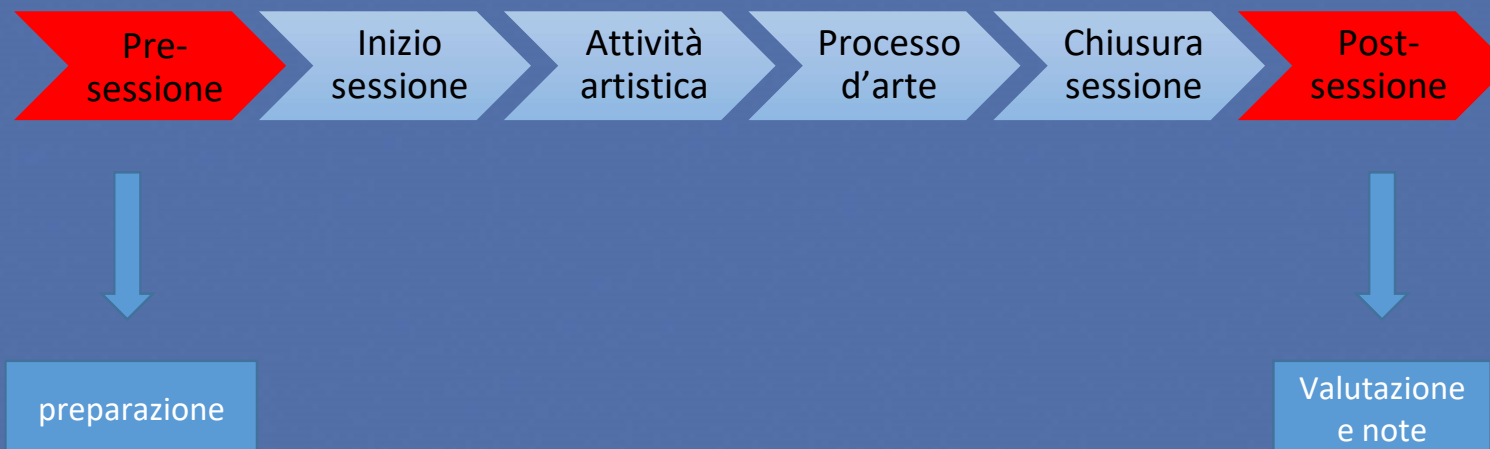 Pre-
sessione
Inizio
sessione
Attività
artistica
Processo
d'arte
Chiusura
sessione
Post-
sessione
preparazione
Valutazione
e note